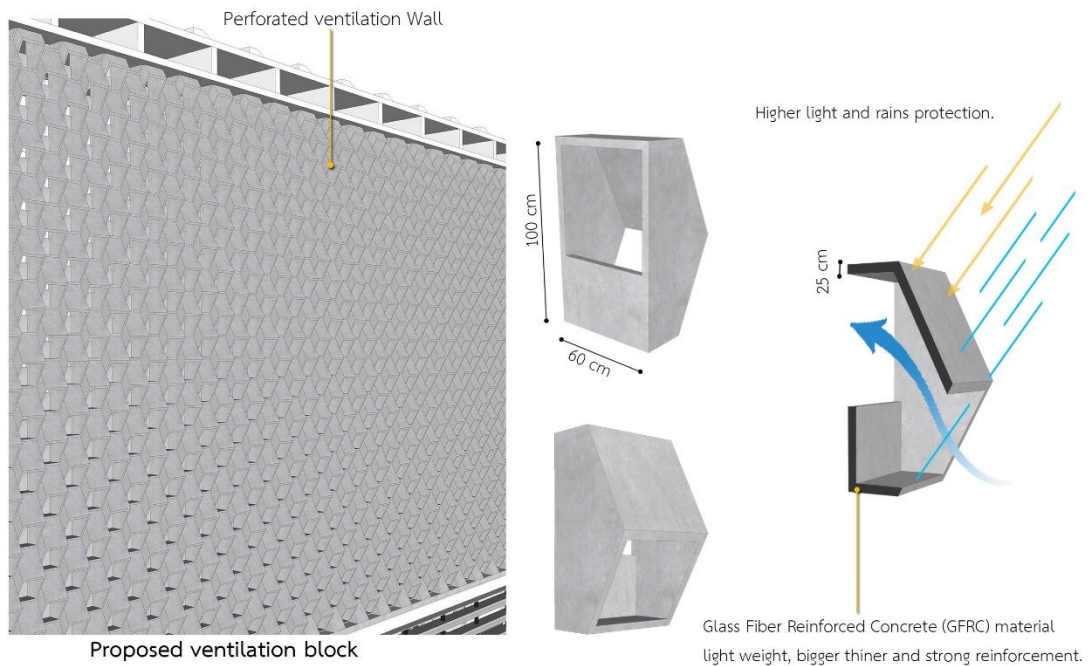 Perforated ventilation Wall
Higher light and rains protection.
100 cm
60 cm
25 cm
Proposed ventilation block
Glass Fiber Reinforced Concrete (GFRC) material
light weight, bigger thiner and strong reinforcement.